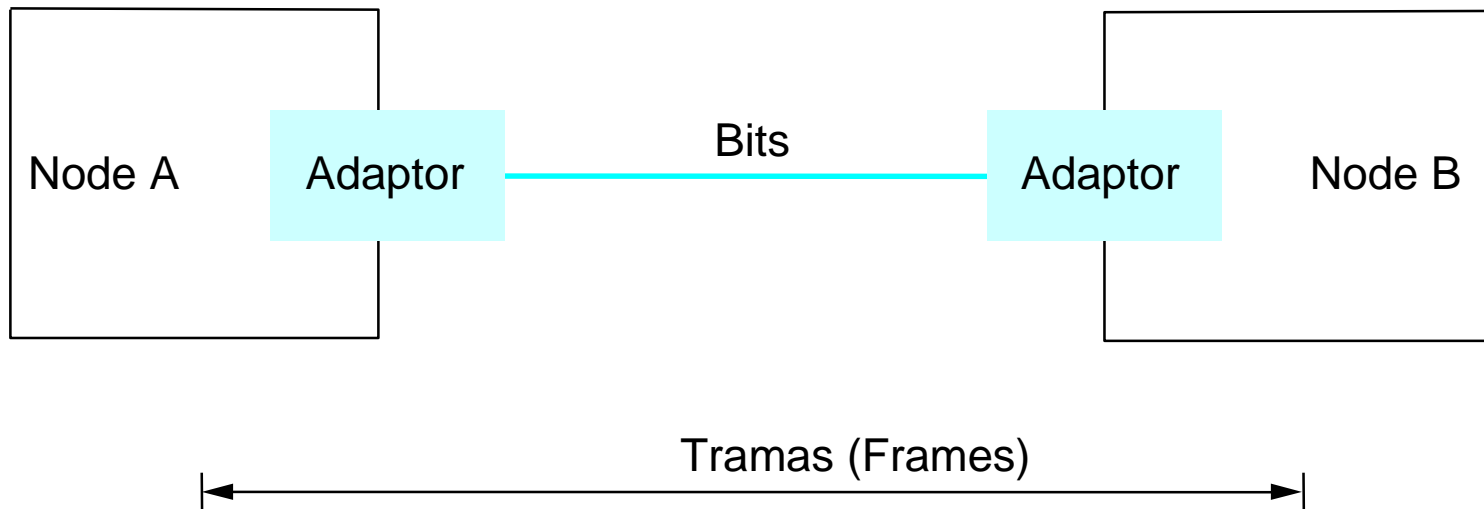 Bits
Node A
Adaptor
Adaptor
Node B
Tramas (Frames)